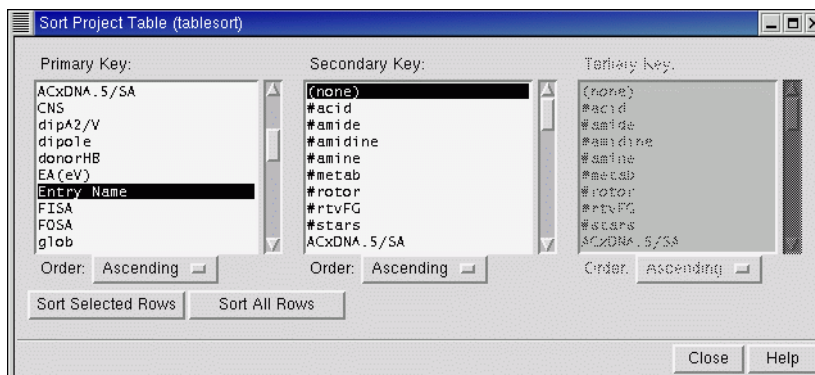 Sort Project Table (tablesort)
Primary Key:
ACxDNA.5/SA
CNS
dipA2/V
dipole
donorHB
EA(eV)
Entry Name
FISA
FOSA
glob
Order: Ascending
Secondary Key:
(none)
#acid
#amide
#amidine
#amine
#metab
#rotor
#rtvFG
#stars
ACxDNA.5/SA
Order: Ascending
Tertiary Key:
(none)
#acid
#amide
#amidine
#amine
#metab
#rotor
#rtvFG
#stars
ACxDNA.5/SA
Order: Ascending
Sort Selected Rows
Sort All Rows
Close
Help